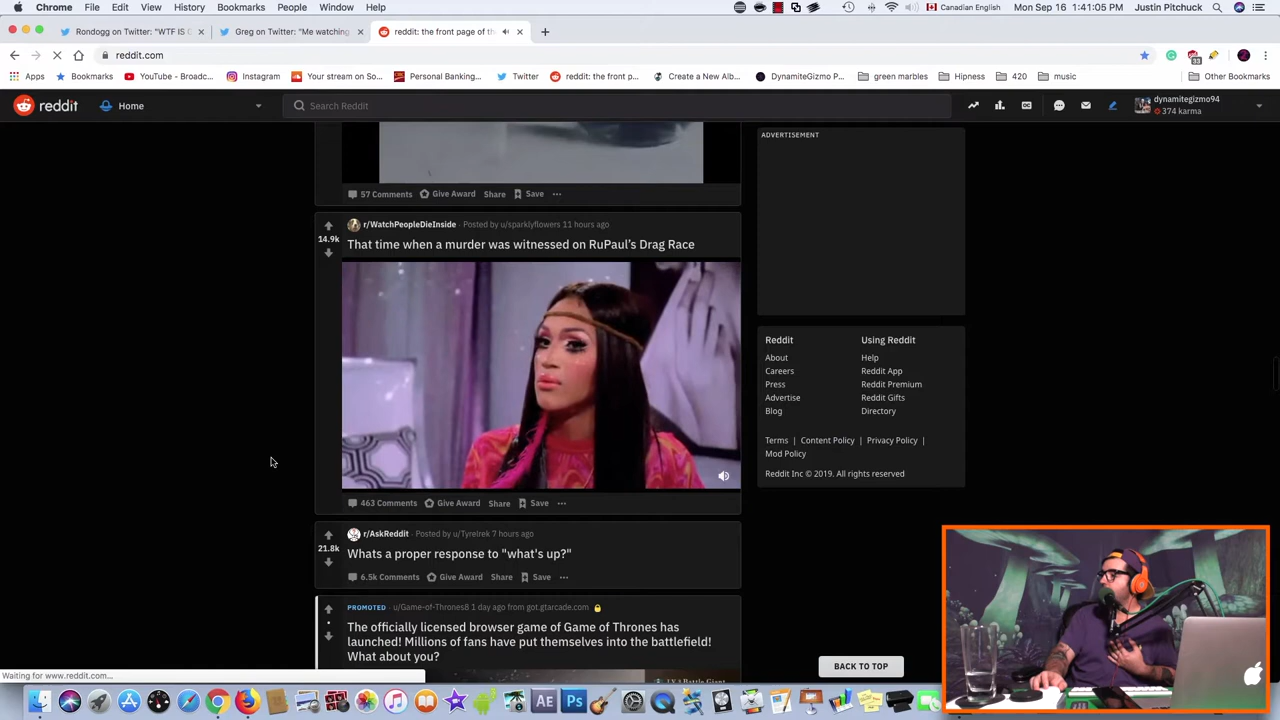 Chrome File Edit View History Bookmarks People Window Help
33 Canadian English Mon Sep 16 1:41:05 PM Justin Pitchuck
Rondogg on Twitter: "WTF IS Greg on Twitter: "Me watching reddit: the front page of th
reddit.com
Apps Bookmarks YouTube - Broadc... Instagram Your stream on So... Personal Banking... Twitter reddit: the front p... Create a New Alb... DynamiteGizmo P... green marbles Hipness 420 music Other Bookmarks
reddit Home Search Reddit dynamitegizmo94
374 karma
ADVERTISEMENT
57 Comments Give Award Share Save
r/WatchPeopleDieInside · Posted by u/sparklyflowers 11 hours ago
14.9k
That time when a murder was witnessed on RuPaul's Drag Race
463 Comments Give Award Share Save
r/AskReddit · Posted by u/Tyrelrek 7 hours ago
21.8k
Whats a proper response to "what's up?"
6.5k Comments Give Award Share Save
PROMOTED · u/Game-of-Thrones8 1 day ago from got.gtarcade.com
The officially licensed browser game of Game of Thrones has
launched! Millions of fans have put themselves into the battlefield!
What about you?
Reddit Using Reddit
About Help
Careers Reddit App
Press Reddit Premium
Advertise Reddit Gifts
Blog Directory
Terms | Content Policy | Privacy Policy |
Mod Policy
Reddit Inc © 2019. All rights reserved
BACK TO TOP
Waiting for www.reddit.com...
AE Ps